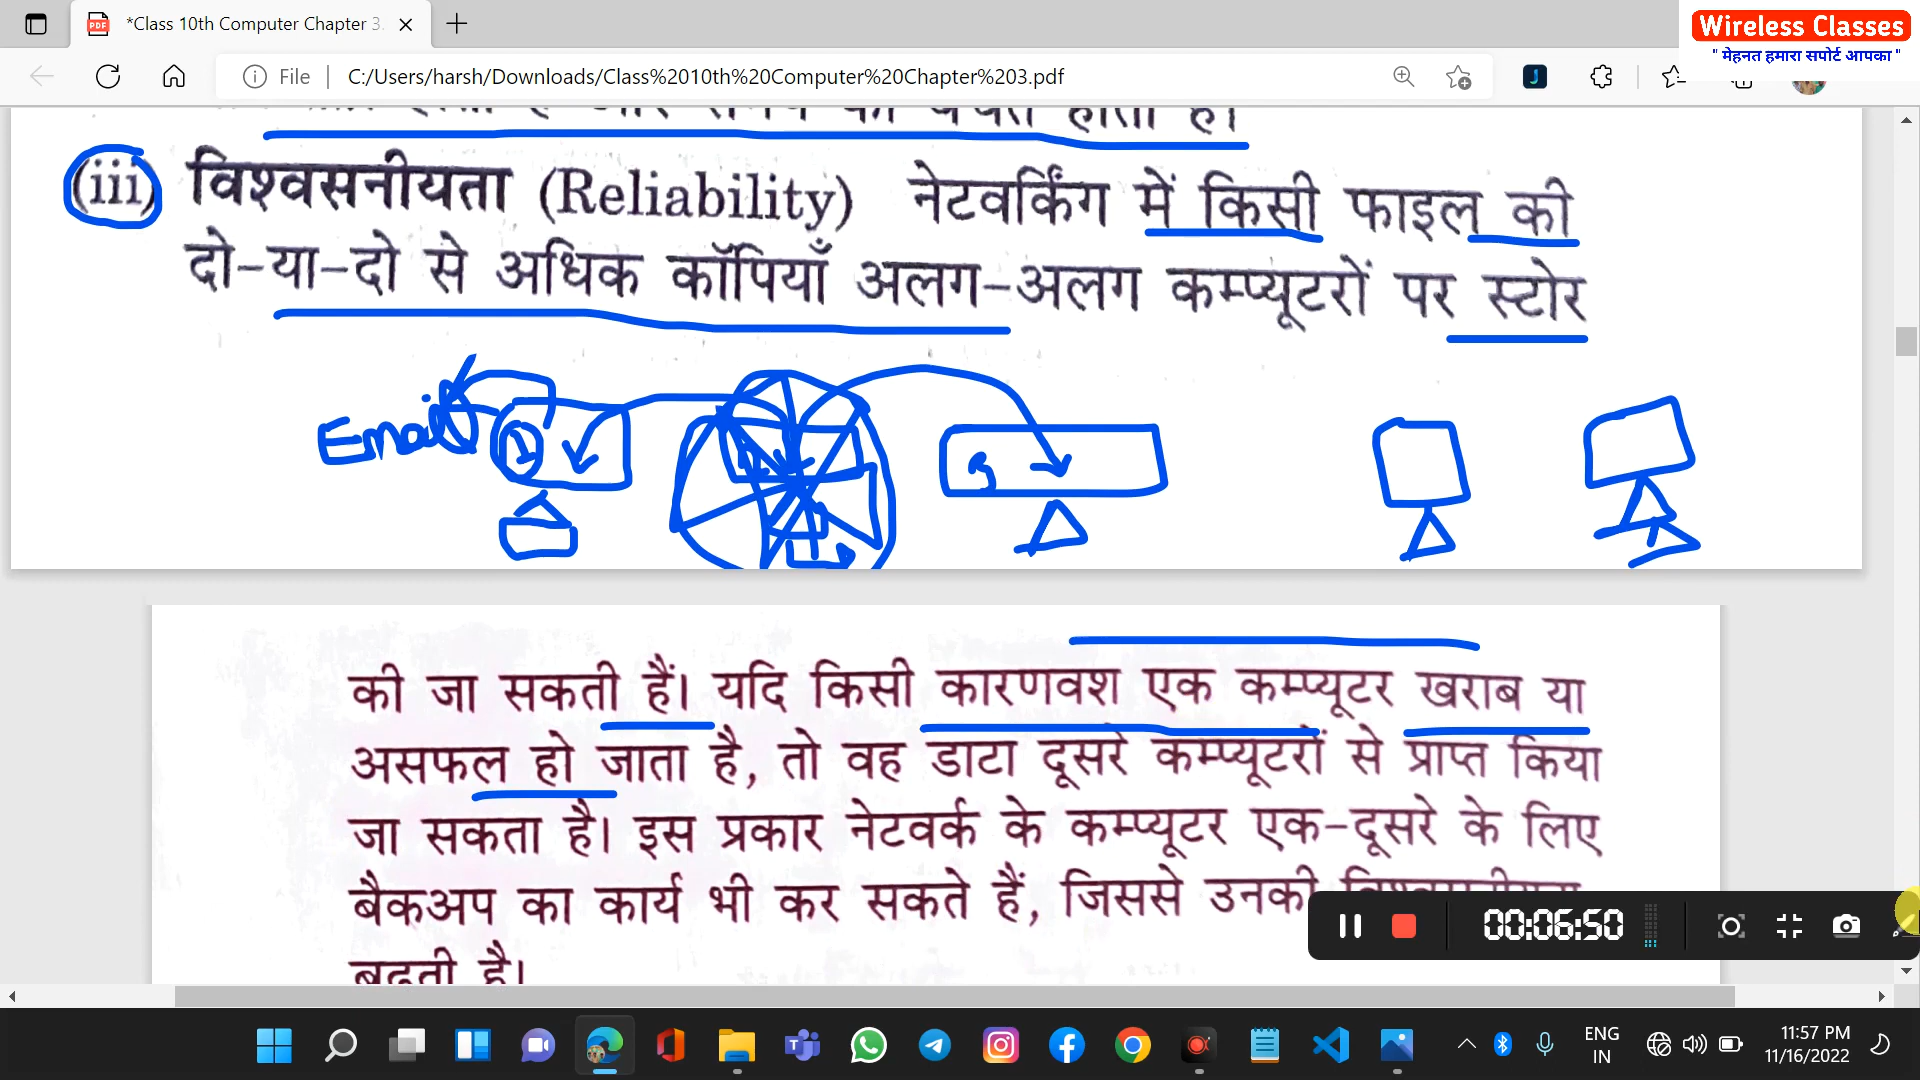 *Class 10th Computer Chapter 3.
Wireless Classes
" मेहनत हमारा सपोर्ट आपका "
File
C:/Users/harsh/Downloads/Class%2010th%20Computer%20Chapter%203.pdf
(iii) विश्वसनीयता (Reliability) नेटवर्किंग में किसी फाइल की
दो-या-दो से अधिक कॉपियाँ अलग-अलग कम्प्यूटरों पर स्टोर
Email
की जा सकती हैं। यदि किसी कारणवश एक कम्प्यूटर खराब या
असफल हो जाता है, तो वह डाटा दूसरे कम्प्यूटरों से प्राप्त किया
जा सकता है। इस प्रकार नेटवर्क के कम्प्यूटर एक-दूसरे के लिए
बैकअप का कार्य भी कर सकते हैं, जिससे उनकी
बढ़ती है।
00:06:50
ENG
IN
11:57 PM
11/16/2022